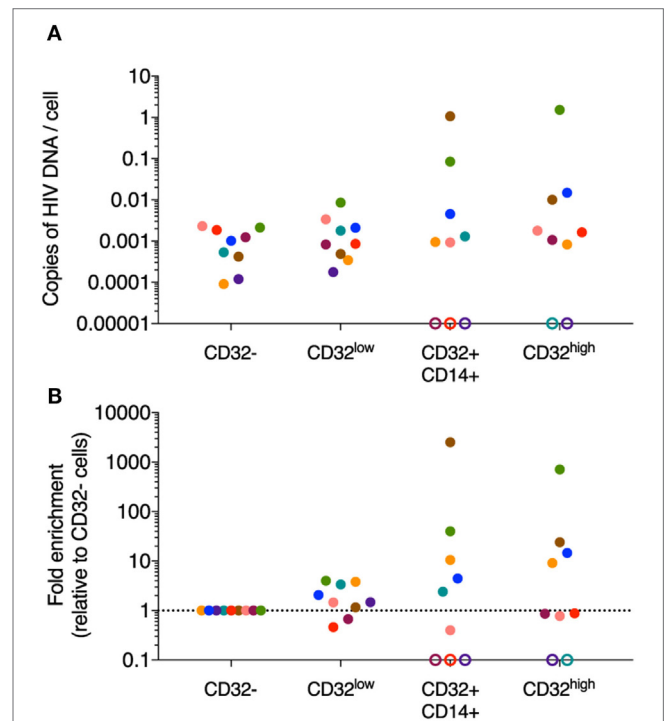 A
Copies of HIV DNA / cell
10
1
0.1
0.01
0.001
0.0001
0.00001
CD32-
CD32low
CD32+
CD14+
CD32high
B
Fold enrichment
(relative to CD32- cells)
10000
1000
100
10
1
0.1
CD32-
CD32low
CD32+
CD14+
CD32high